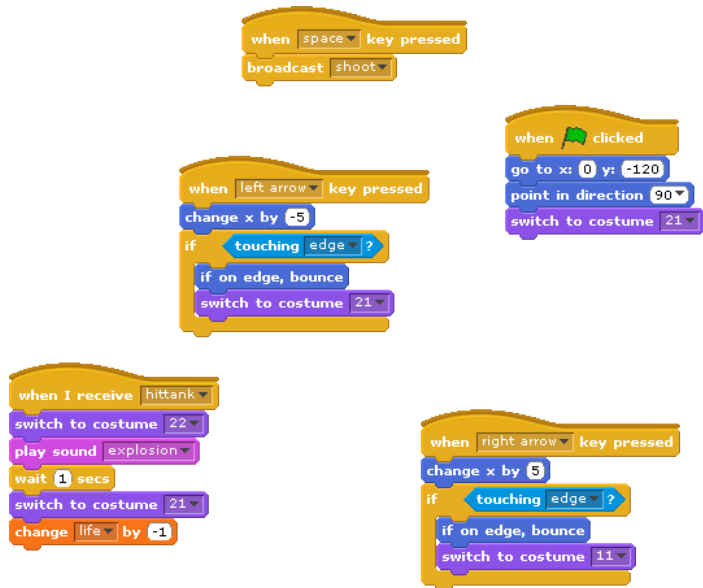 when space key pressed
broadcast shoot
when clicked
go to x: 0 y: -120
point in direction 90
switch to costume 21
when left arrow key pressed
change x by -5
if touching edge ?
if on edge, bounce
switch to costume 21
when I receive hittank
switch to costume 22
play sound explosion
wait 1 secs
switch to costume 21
change life by -1
when right arrow key pressed
change x by 5
if touching edge ?
if on edge, bounce
switch to costume 11